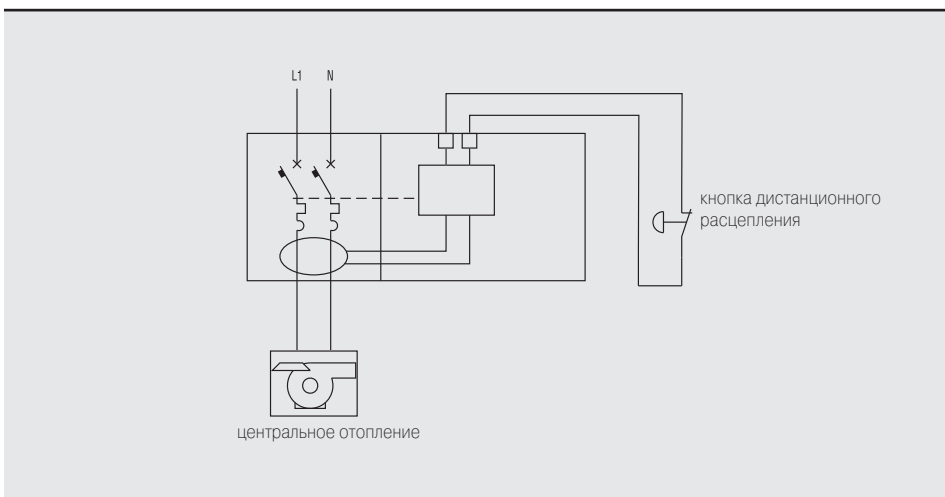 L1 N
кнопка дистанционного
расцепления
центральное отопление